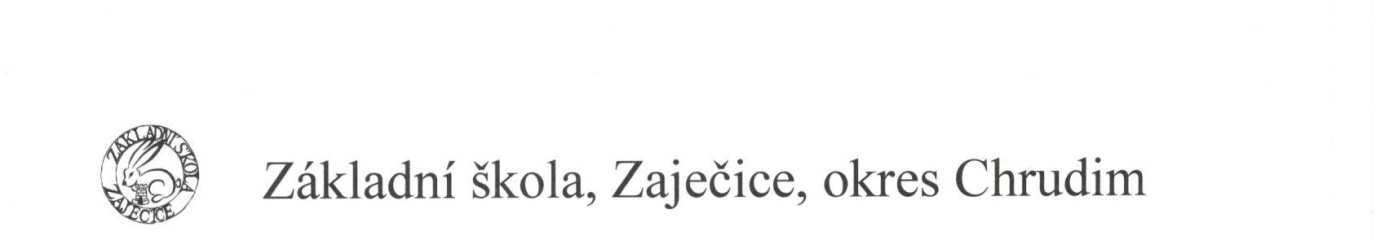 ZÁKLADNÍ ŠKOLA
ZAJEČICE
Základní škola, Zaječice, okres Chrudim